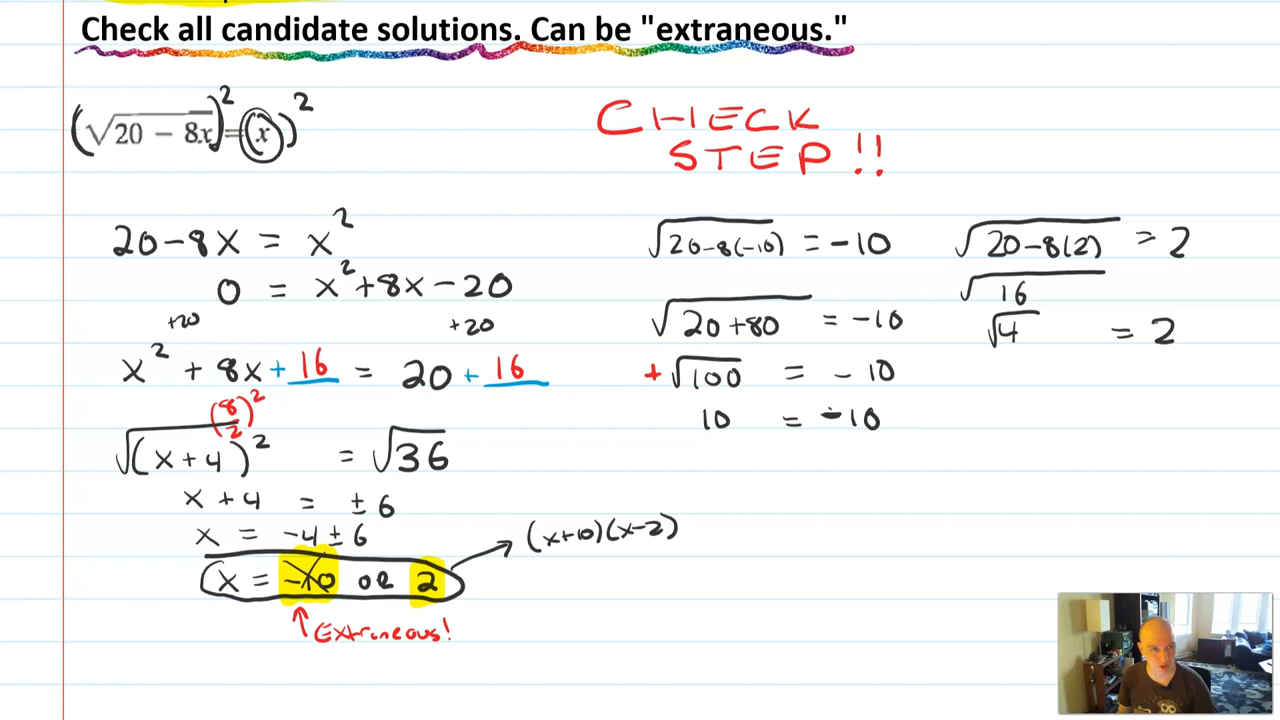 Check all candidate solutions. Can be "extraneous."
(√20 − 8x)² = (x)²
CHECK
STEP!!
20-8x = x²
0 = x²+8x-20
+20 +20
x² + 8x + 16 = 20 + 16
(8/2)²
√(x+4)² = √36
x+4 = ±6
x = -4±6
x = -10 or 2
(x+10)(x-2)
↑Extraneous!
√20-8(-10) = -10
√20+80 = -10
+√100 = -10
10 = -10
√20-8(2) = 2
√16
√4 = 2